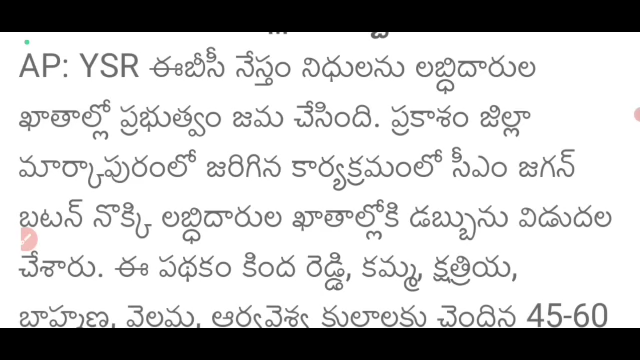 AP: YSR ఈబీసీ నేస్తం నిధులను లబ్ధిదారుల
ఖాతాల్లో ప్రభుత్వం జమ చేసింది. ప్రకాశం జిల్లా
మార్కాపురంలో జరిగిన కార్యక్రమంలో సీఎం జగన్
బటన్ నొక్కి లబ్ధిదారుల ఖాతాల్లోకి డబ్బును విడుదల
చేశారు. ఈ పథకం కింద రెడ్డి, కమ్మ, క్షత్రియ,
బ్రాహ్మణ, వెలమ, ఆర్యవైశ్య కులాలకు చెందిన 45-60